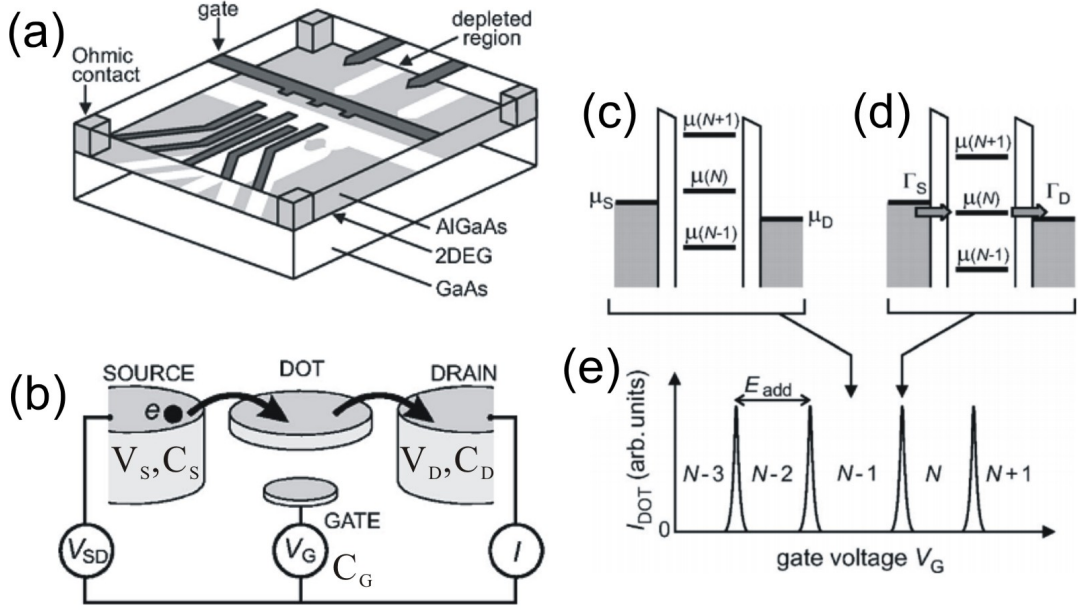 (a)
gate
depleted
region
Ohmic
contact
AlGaAs
2DEG
GaAs
(b)
SOURCE
DOT
DRAIN
e
V_S,C_S
V_D,C_D
GATE
V_SD
V_G
C_G
I
(c)
μ(N+1)
μ(N)
μ(N-1)
μ_S
μ_D
(d)
μ(N+1)
Γ_S
Γ_D
μ(N)
μ(N-1)
(e)
E_add
I_DOT (arb. units)
N-3
N-2
N-1
N
N+1
0
gate voltage V_G